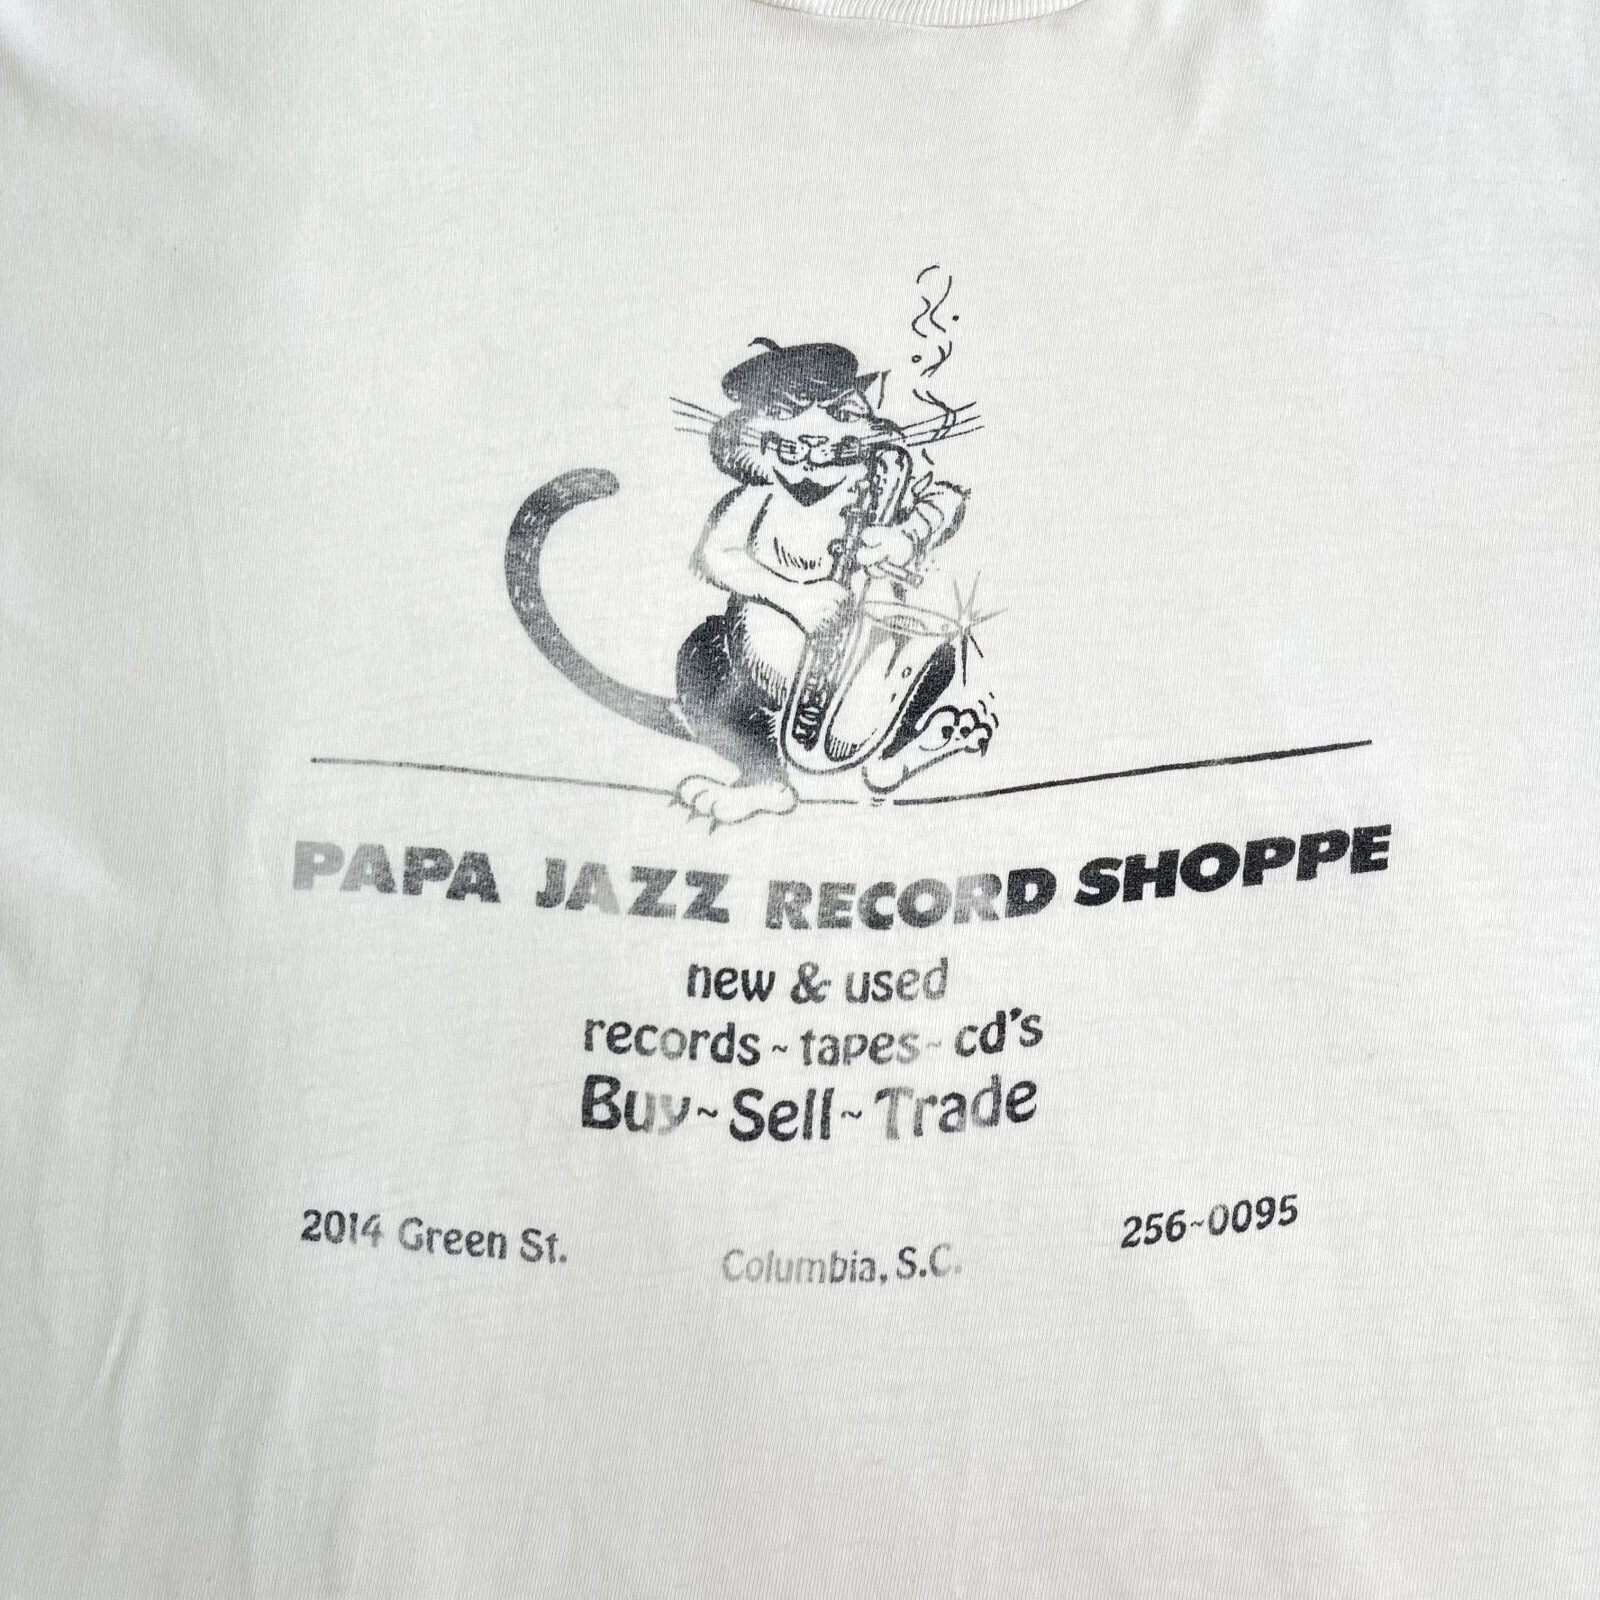 PAPA JAZZ RECORD SHOPPE
new & used
records ~ tapes ~ cd's
Buy ~ Sell ~ Trade
2014 Green St. Columbia, S.C. 256~0095